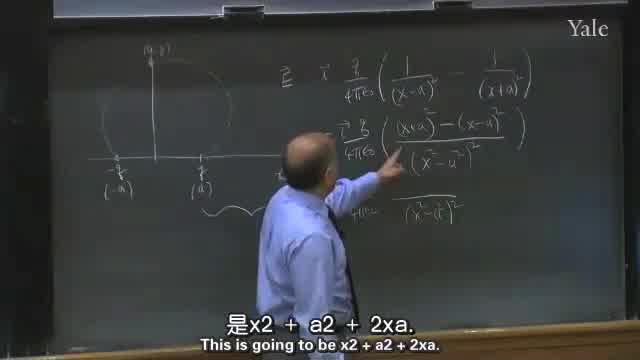 Yale
(0, y)
E⃗ i⃗ q/4πε₀ ( 1/(x-a)² - 1/(x+a)² )
i⃗ q/4πε₀ ( (x+a)² - (x-a)² / (x² - a²)² )
-q q
(-a) (a)
(x² - a²)²
是x2 + a2 + 2xa.
This is going to be x2 + a2 + 2xa.